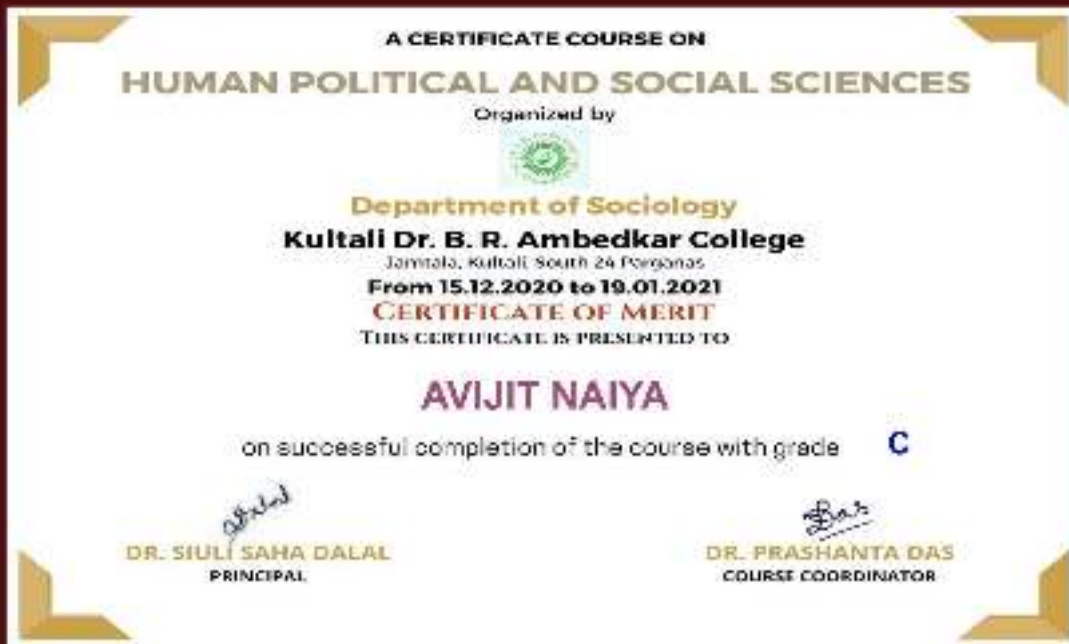 A CERTIFICATE COURSE ON
HUMAN POLITICAL AND SOCIAL SCIENCES
Organized by
Department of Sociology
Kultali Dr. B. R. Ambedkar College
Jamtala, Kultali, South 24 Parganas
From 15.12.2020 to 19.01.2021
CERTIFICATE OF MERIT
THIS CERTIFICATE IS PRESENTED TO
AVIJIT NAIYA
on successful completion of the course with grade C
Das
DR. SIULI SAHA DALAL
DR. PRASHANTA DAS
PRINCIPAL
COURSE COORDINATOR